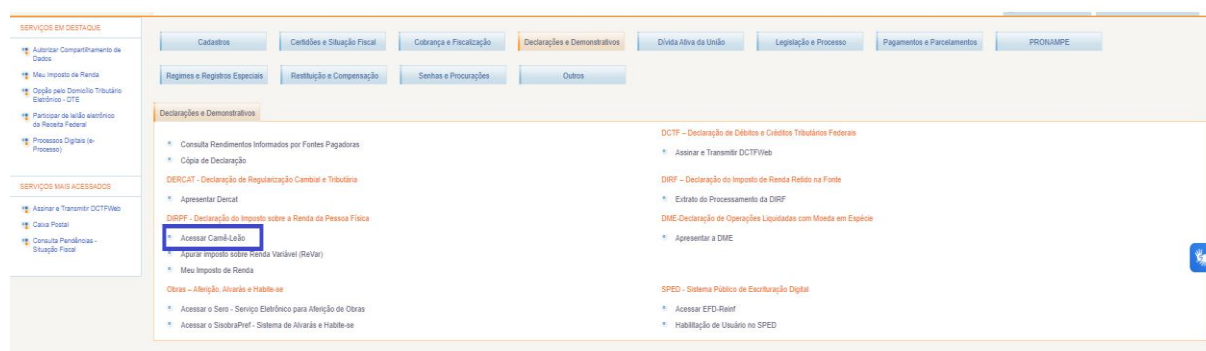 SERVIÇOS EM DESTAQUE
Autorizar Compartilhamento de
Dados
Meu Imposto de Renda
Opção pelo Domicílio Tributário
Eletrônico - DTE
Participar de leilão eletrônico
da Receita Federal
Processos Digitais (e-
Processo)
SERVIÇOS MAIS ACESSADOS
Assinar e Transmitir DCTFWeb
Caixa Postal
Consulta Pendências -
Situação Fiscal
Cadastros
Certidões e Situação Fiscal
Cobrança e Fiscalização
Declarações e Demonstrativos
Dívida Ativa da União
Legislação e Processo
Pagamentos e Parcelamentos
PRONAMPE
Regimes e Registros Especiais
Restituição e Compensação
Senhas e Procurações
Outros
Declarações e Demonstrativos
Consulta Rendimentos Informados por Fontes Pagadoras
Cópia de Declaração
DERCAT - Declaração de Regularização Cambial e Tributária
Apresentar Dercat
DIRPF - Declaração do Imposto sobre a Renda da Pessoa Física
Acessar Carnê-Leão
Apurar imposto sobre Renda Variável (ReVar)
Meu Imposto de Renda
Obras – Aferição, Alvarás e Habite-se
Acessar o Sero - Serviço Eletrônico para Aferição de Obras
Acessar o SisobraPref - Sistema de Alvarás e Habite-se
DCTF – Declaração de Débitos e Créditos Tributários Federais
Assinar e Transmitir DCTFWeb
DIRF – Declaração do Imposto de Renda Retido na Fonte
Extrato do Processamento da DIRF
DME-Declaração de Operações Liquidadas com Moeda em Espécie
Apresentar a DME
SPED - Sistema Público de Escrituração Digital
Acessar EFD-Reinf
Habilitação de Usuário no SPED